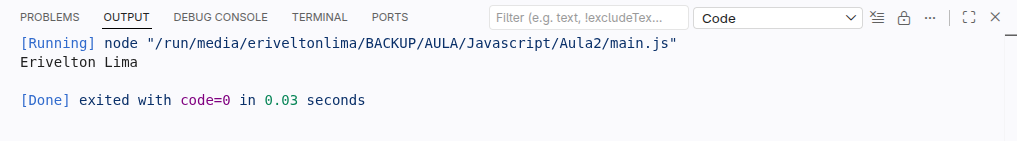 PROBLEMS OUTPUT DEBUG CONSOLE TERMINAL PORTS Filter (e.g. text, !excludeTex... Code
[Running] node "/run/media/eriveltonlima/BACKUP/AULA/Javascript/Aula2/main.js"
Erivelton Lima
[Done] exited with code=0 in 0.03 seconds